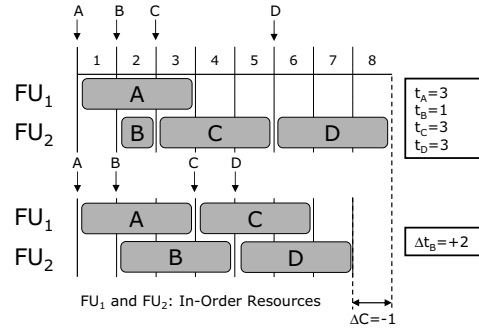 A B C D
1 2 3 4 5 6 7 8
FU1 A
FU2 B C D
tA=3
tB=1
tC=3
tD=3
A B C D
FU1 A C
FU2 B D
ΔtB=+2
FU1 and FU2: In-Order Resources
ΔC=-1